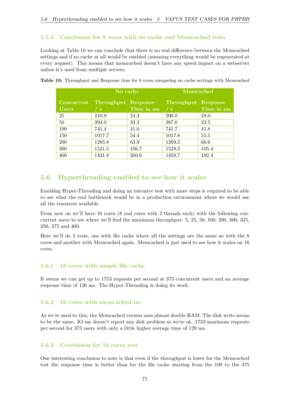 5.6 Hyperthreading enabled to see how it scales
5.5.3 Conclusion for 8 cores with no cache and Memcached tests
Looking at Table 10 we can conclude that there is no real difference between the Memcached
settings and if no cache at all would be enabled (meaning everything would be regenerated at
every request). This means that memcached doesn't have any speed impact on a webserver
unless it's used from multiple servers.
Table 10: Throughput and Response time for 8 cores comparing no cache settings with Memcached
No cache Memcached
Concurrent Throughput Response Throughput Response
Users / s Time in ms / s Time in ms
25 210.8 24.3 206.0 29.0
50 394.0 33.3 387.6 33.5
100 741.4 41.6 741.7 41.8
150 1017.7 54.4 1017.8 55.5
200 1205.8 63.9 1269.2 66.6
300 1521.5 106.7 1528.3 105.4
400 1431.8 200.6 1450.7 192.4
5.6 Hyperthreading enabled to see how it scales
Enabling Hyper-Threading and doing an intensive test with more steps is required to be able
to see what the real bottleneck would be in a production environment where we would use
all the resources available.
From now on we'll have 16 cores (8 real cores with 2 threads each) with the following con-
current users to see where we'll find the maximum throughput: 5, 25, 50, 100, 200, 300, 325,
350, 375 and 400.
Here we'll do 2 tests, one with file cache where all the settings are the same as with the 8
cores and another with Memcached again. Memcached is just used to see how it scales on 16
cores.
5.6.1 16 cores with simple file cache
It seems we can get up to 1753 requests per second at 375 concurrent users and an average
response time of 130 ms. The Hyper-Threading is doing its work.
5.6.2 16 cores with memcached on
As we're used to this, the Memcached version uses almost double RAM. The disk write seems
to be the same. IO use doesn't report any disk problem so we're ok. 1733 maximum requests
per second for 375 users with only a little higher average time of 129 ms.
5.6.3 Conclusion for 16 cores test
One interesting conclusion to note is that even if the throughput is lower for the Memcached
test the response time is better than for the file cache starting from the 100 to the 375
71